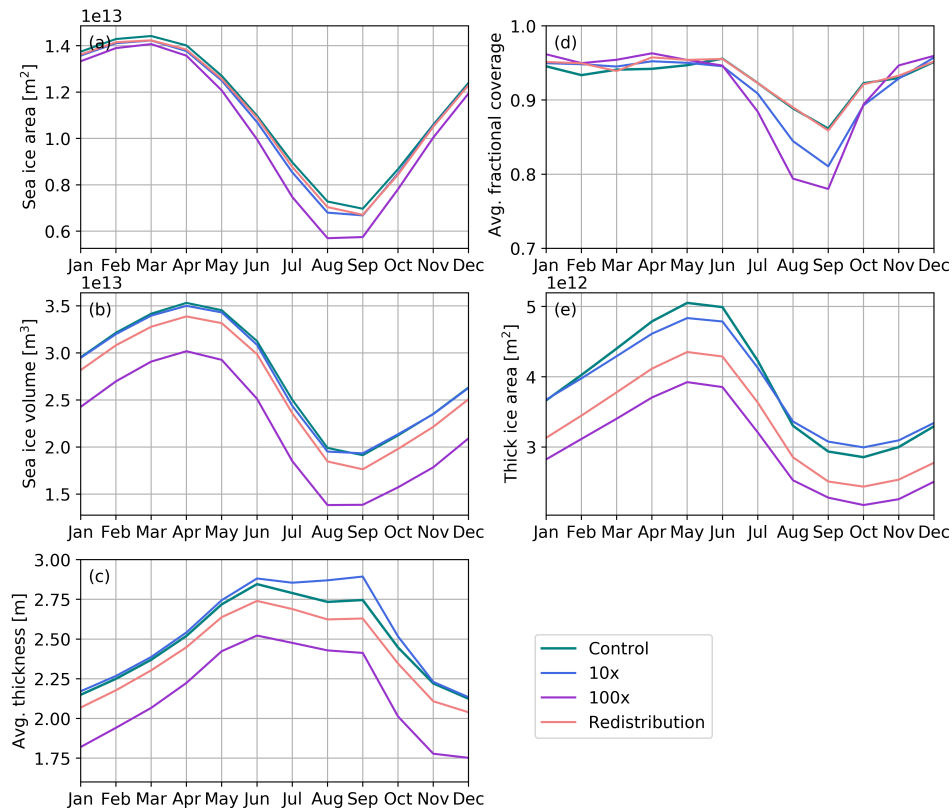 1e13
(a)
Sea ice area [m²]
1.4
1.2
1.0
0.8
0.6
Jan Feb Mar Apr May Jun Jul Aug Sep Oct Nov Dec
(d)
Avg. fractional coverage
1.0
0.9
0.8
0.7
Jan Feb Mar Apr May Jun Jul Aug Sep Oct Nov Dec
1e13
(b)
Sea ice volume [m³]
3.5
3.0
2.5
2.0
1.5
Jan Feb Mar Apr May Jun Jul Aug Sep Oct Nov Dec
1e12
(e)
Thick ice area [m²]
5
4
3
Jan Feb Mar Apr May Jun Jul Aug Sep Oct Nov Dec
(c)
Avg. thickness [m]
3.00
2.75
2.50
2.25
2.00
1.75
Jan Feb Mar Apr May Jun Jul Aug Sep Oct Nov Dec
Control
10x
100x
Redistribution